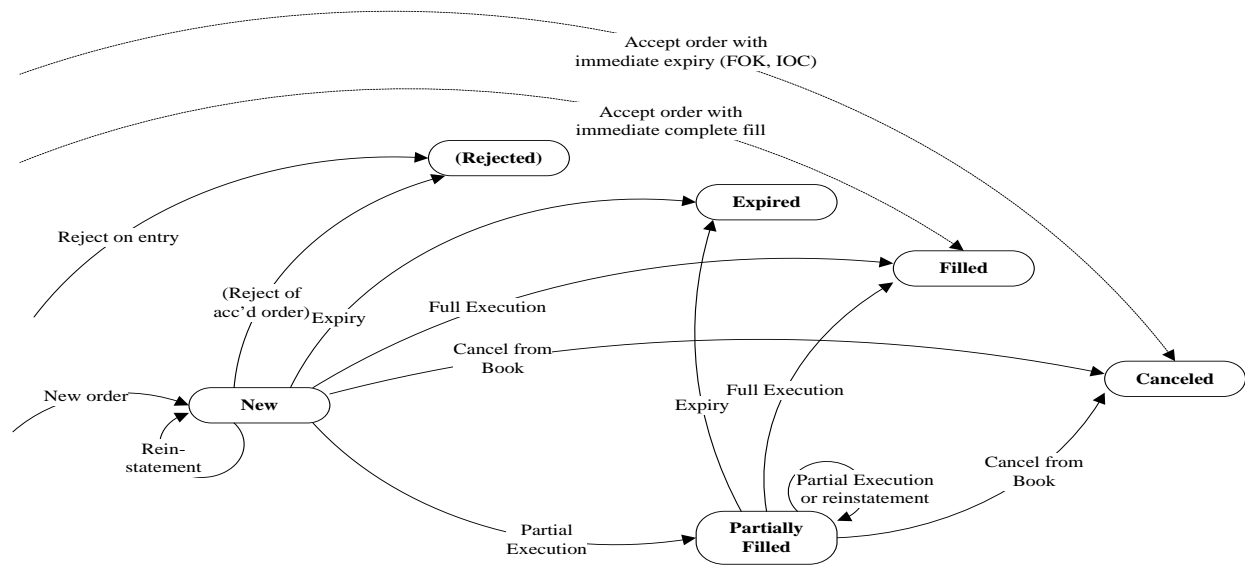 Accept order with
immediate expiry (FOK, IOC)
Accept order with
immediate complete fill
(Rejected)
Expired
Reject on entry
Filled
(Reject of
acc'd order)
Expiry
Full Execution
Cancel from
Book
Canceled
New order
New
Expiry
Full Execution
Rein-
statement
Partial Execution
or reinstatement
Cancel from
Book
Partial
Execution
Partially
Filled